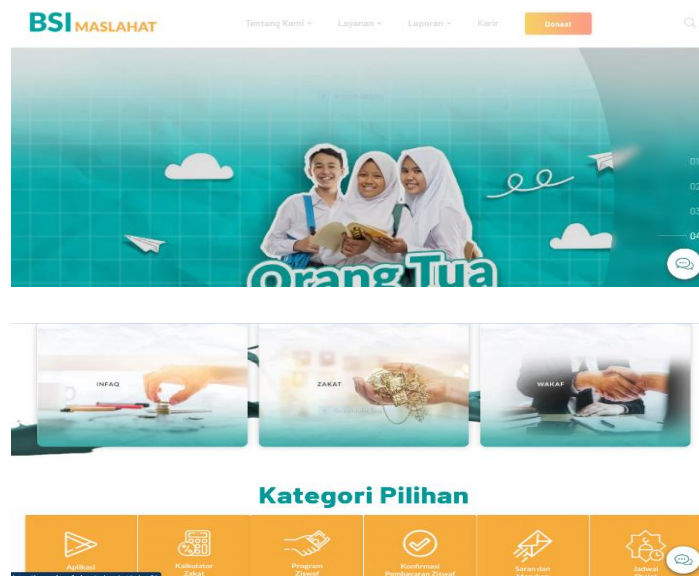 BSI MASLAHAT
Tentang Kami Layanan Laporan Karir Donasi
01
02
03
04
Orang Tua
INFAQ ZAKAT WAKAF
Kategori Pilihan
Aplikasi Kalkulator Zakat Program Ziswaf Konfirmasi Pembayaran Ziswaf Saran dan Jadwal